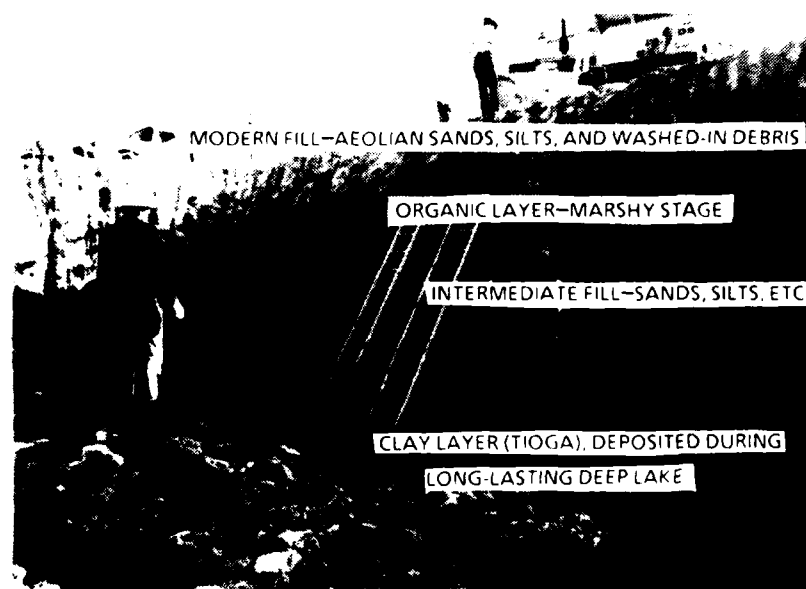 MODERN FILL—AEOLIAN SANDS, SILTS, AND WASHED-IN DEBRIS
ORGANIC LAYER—MARSHY STAGE
INTERMEDIATE FILL—SANDS, SILTS, ETC
CLAY LAYER (TIOGA), DEPOSITED DURING
LONG-LASTING DEEP LAKE